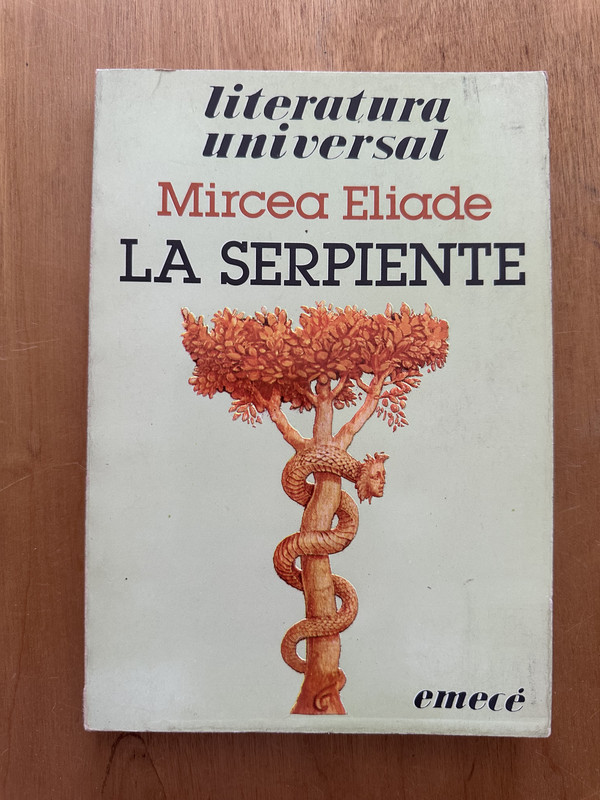 literatura
universal
Mircea Eliade
LA SERPIENTE
emecé